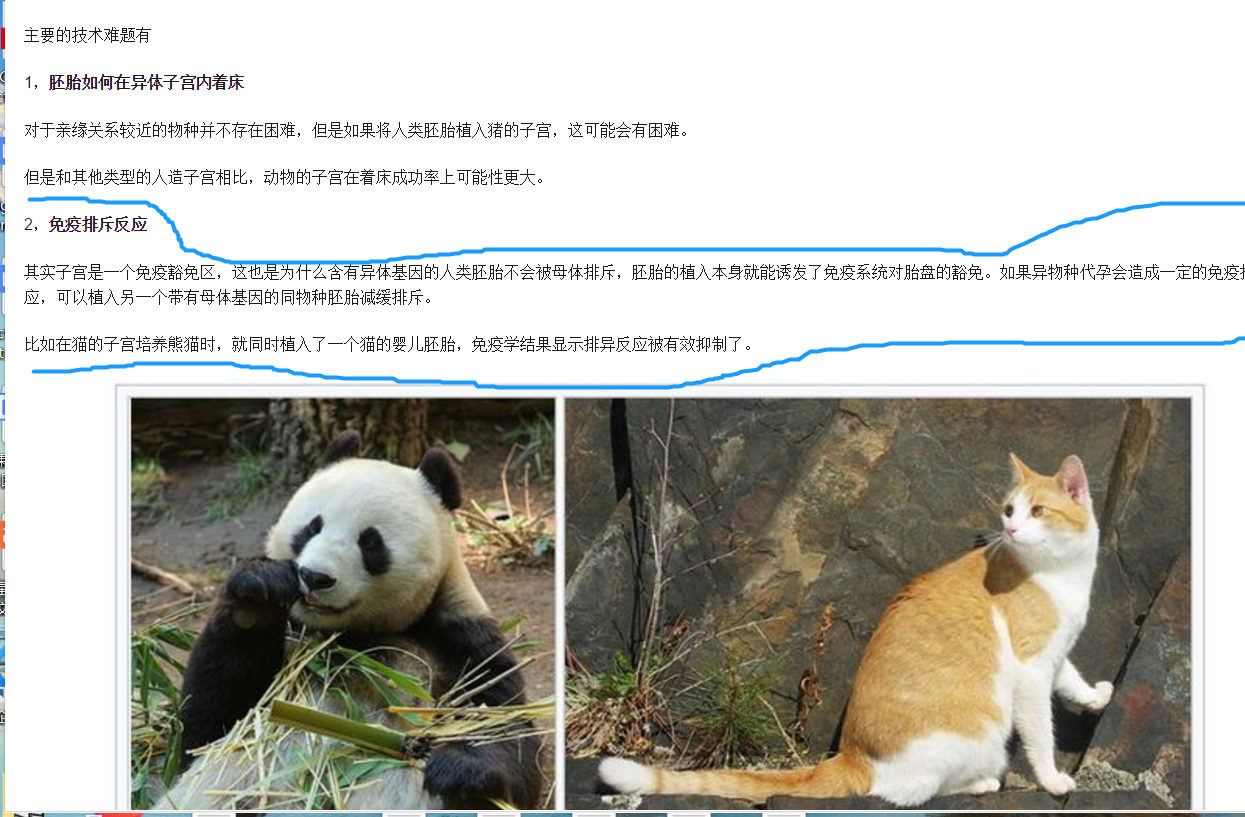 主要的技术难题有
1，胚胎如何在异体子宫内着床
对于亲缘关系较近的物种并不存在困难，但是如果将人类胚胎植入猪的子宫，这可能会有困难。
但是和其他类型的人造子宫相比，动物的子宫在着床成功率上可能性更大。
2，免疫排斥反应
其实子宫是一个免疫豁免区，这也是为什么含有异体基因的人类胚胎不会被母体排斥，胚胎的植入本身就能诱发了免疫系统对胎盘的豁免。如果异物种代孕会造成一定的免疫
应，可以植入另一个带有母体基因的同物种胚胎减缓排斥。
比如在猫的子宫培养熊猫时，就同时植入了一个猫的婴儿胚胎，免疫学结果显示排异反应被有效抑制了。